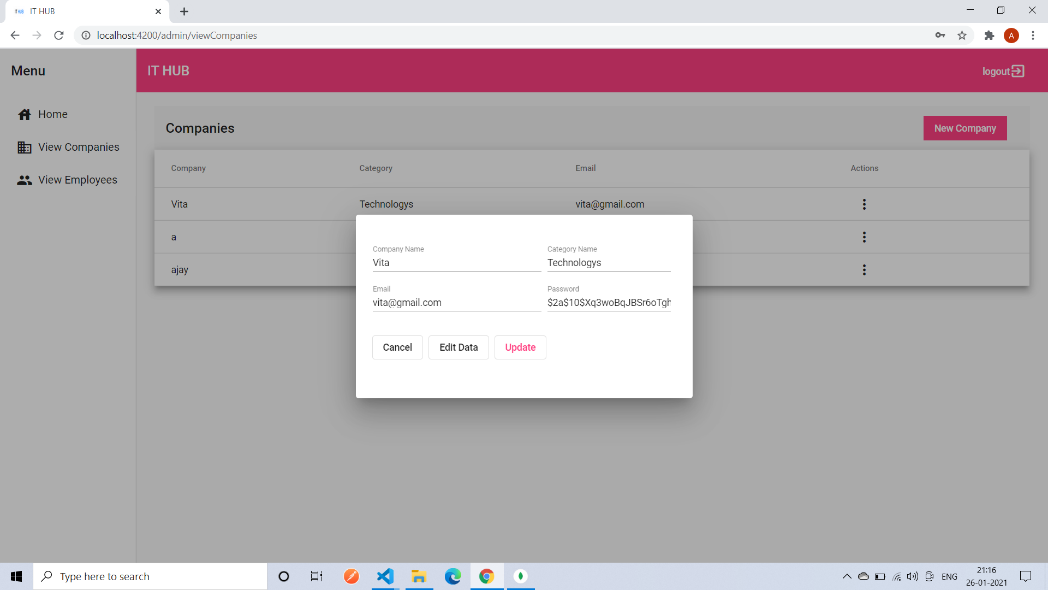 IT HUB
localhost:4200/admin/viewCompanies
A
Menu
IT HUB
logout
Home
View Companies
View Employees
Companies
New Company
Company Category Email Actions
Vita Technologys vita@gmail.com
a
ajay
Company Name Category Name
Vita Technologys
Email Password
vita@gmail.com $2a$10$Xq3woBqJBSr6oTgh
Cancel Edit Data Update
Type here to search
ENG
21:16
26-01-2021